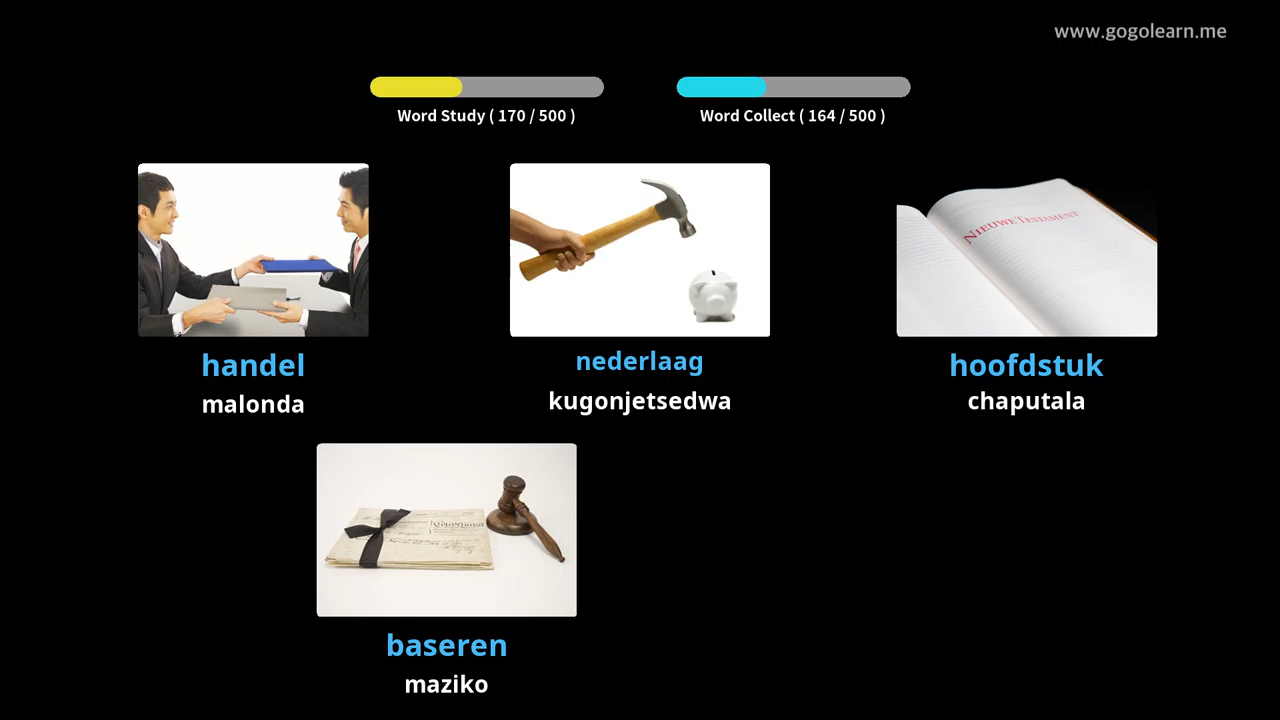 www.gogolearn.me
Word Study ( 170 / 500 )
Word Collect ( 164 / 500 )
NIEUWE TESTAMENT
handel
nederlaag
hoofdstuk
malonda
kugonjetsedwa
chaputala
baseren
maziko